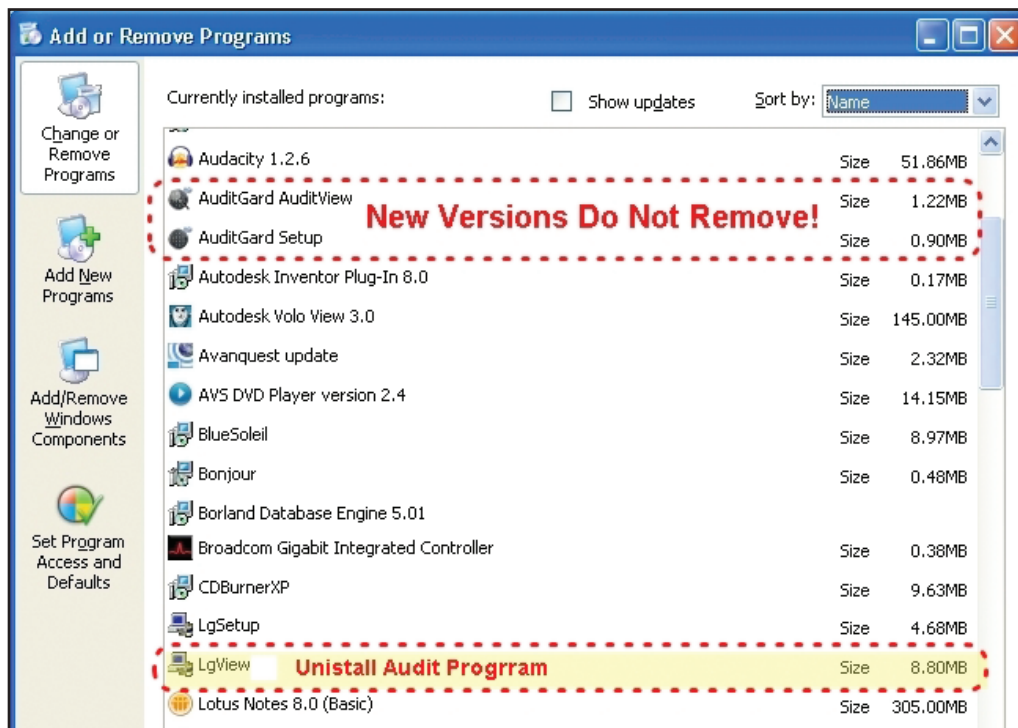 Add or Remove Programs
Change or
Remove
Programs
Add New
Programs
Add/Remove
Windows
Components
Set Program
Access and
Defaults
Currently installed programs: Show updates Sort by: Name
Audacity 1.2.6 Size 51.86MB
AuditGard AuditView Size 1.22MB
New Versions Do Not Remove!
AuditGard Setup Size 0.90MB
Autodesk Inventor Plug-In 8.0 Size 0.17MB
Autodesk Volo View 3.0 Size 145.00MB
Avanquest update Size 2.32MB
AVS DVD Player version 2.4 Size 14.15MB
BlueSoleil Size 8.97MB
Bonjour Size 0.48MB
Borland Database Engine 5.01
Broadcom Gigabit Integrated Controller Size 0.38MB
CDBurnerXP Size 9.63MB
LgSetup Size 4.68MB
LgView Unistall Audit Progrram Size 8.80MB
Lotus Notes 8.0 (Basic) Size 305.00MB